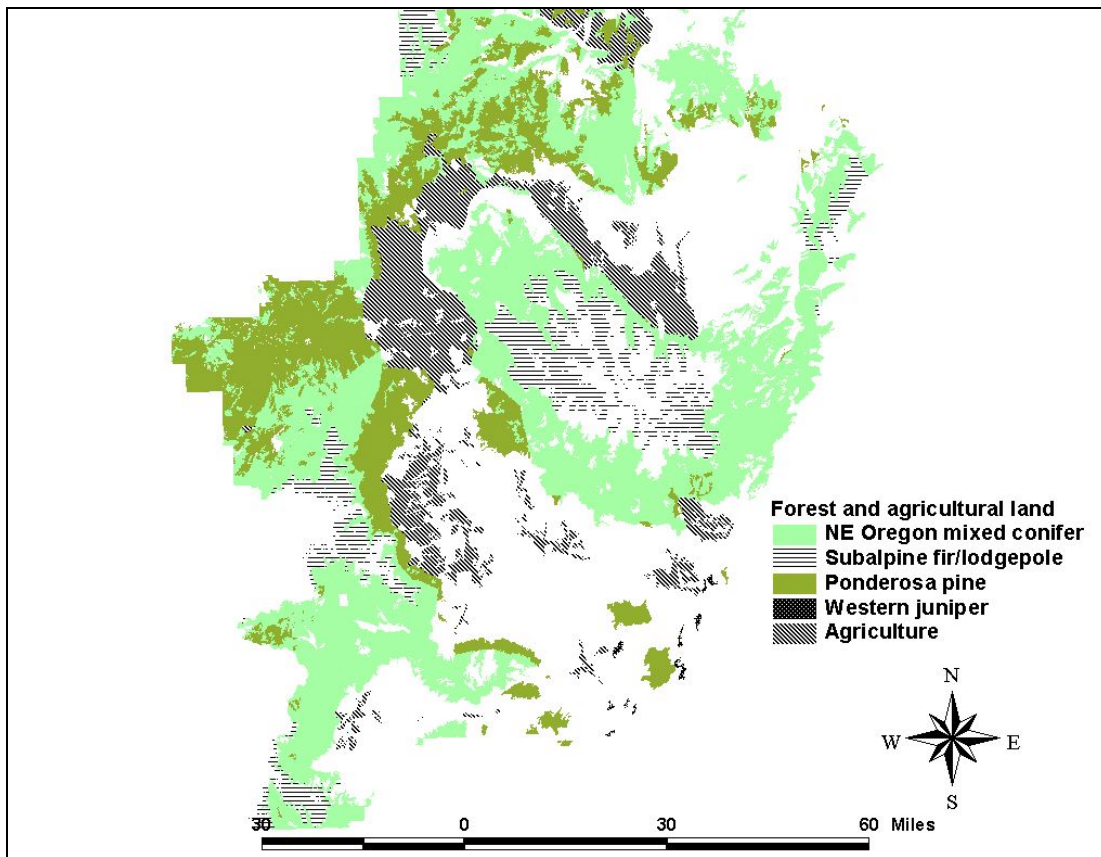 Forest and agricultural land
NE Oregon mixed conifer
Subalpine fir/lodgepole
Ponderosa pine
Western juniper
Agriculture
N
W E
S
30 0 30 60 Miles